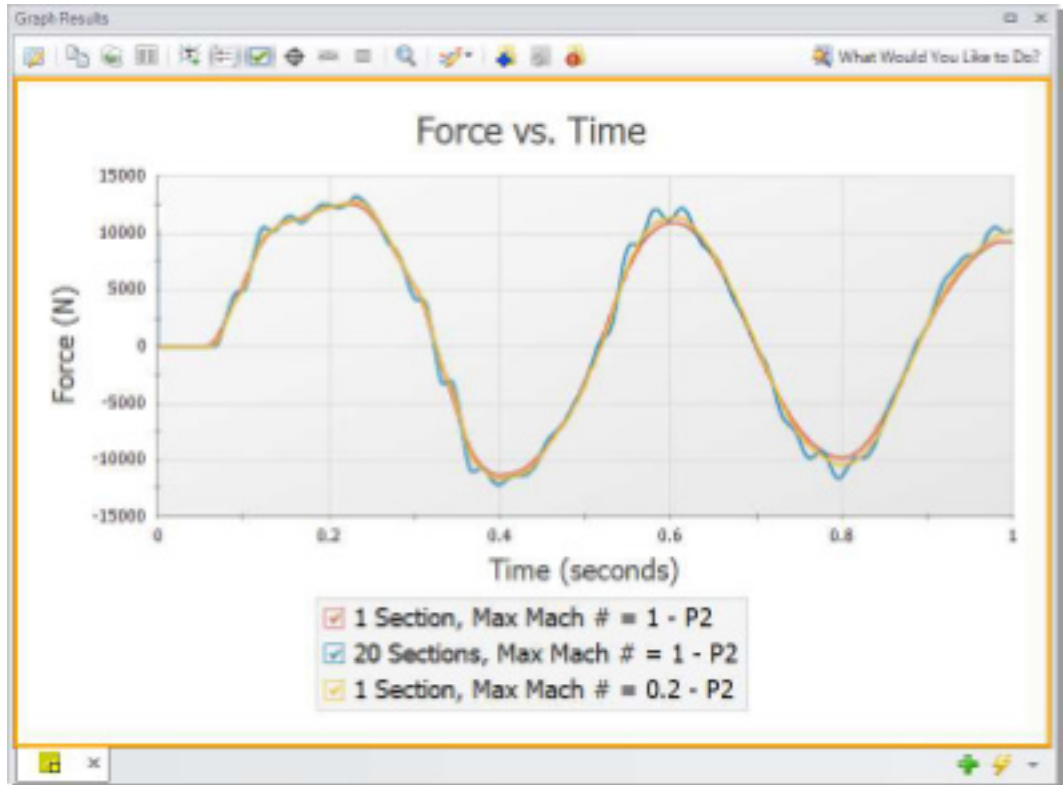 Graph Results
What Would You Like to Do?
Force vs. Time
15000
10000
5000
0
-5000
-10000
-15000
Force (N)
0 0.2 0.4 0.6 0.8 1
Time (seconds)
1 Section, Max Mach # = 1 - P2
20 Sections, Max Mach # = 1 - P2
1 Section, Max Mach # = 0.2 - P2